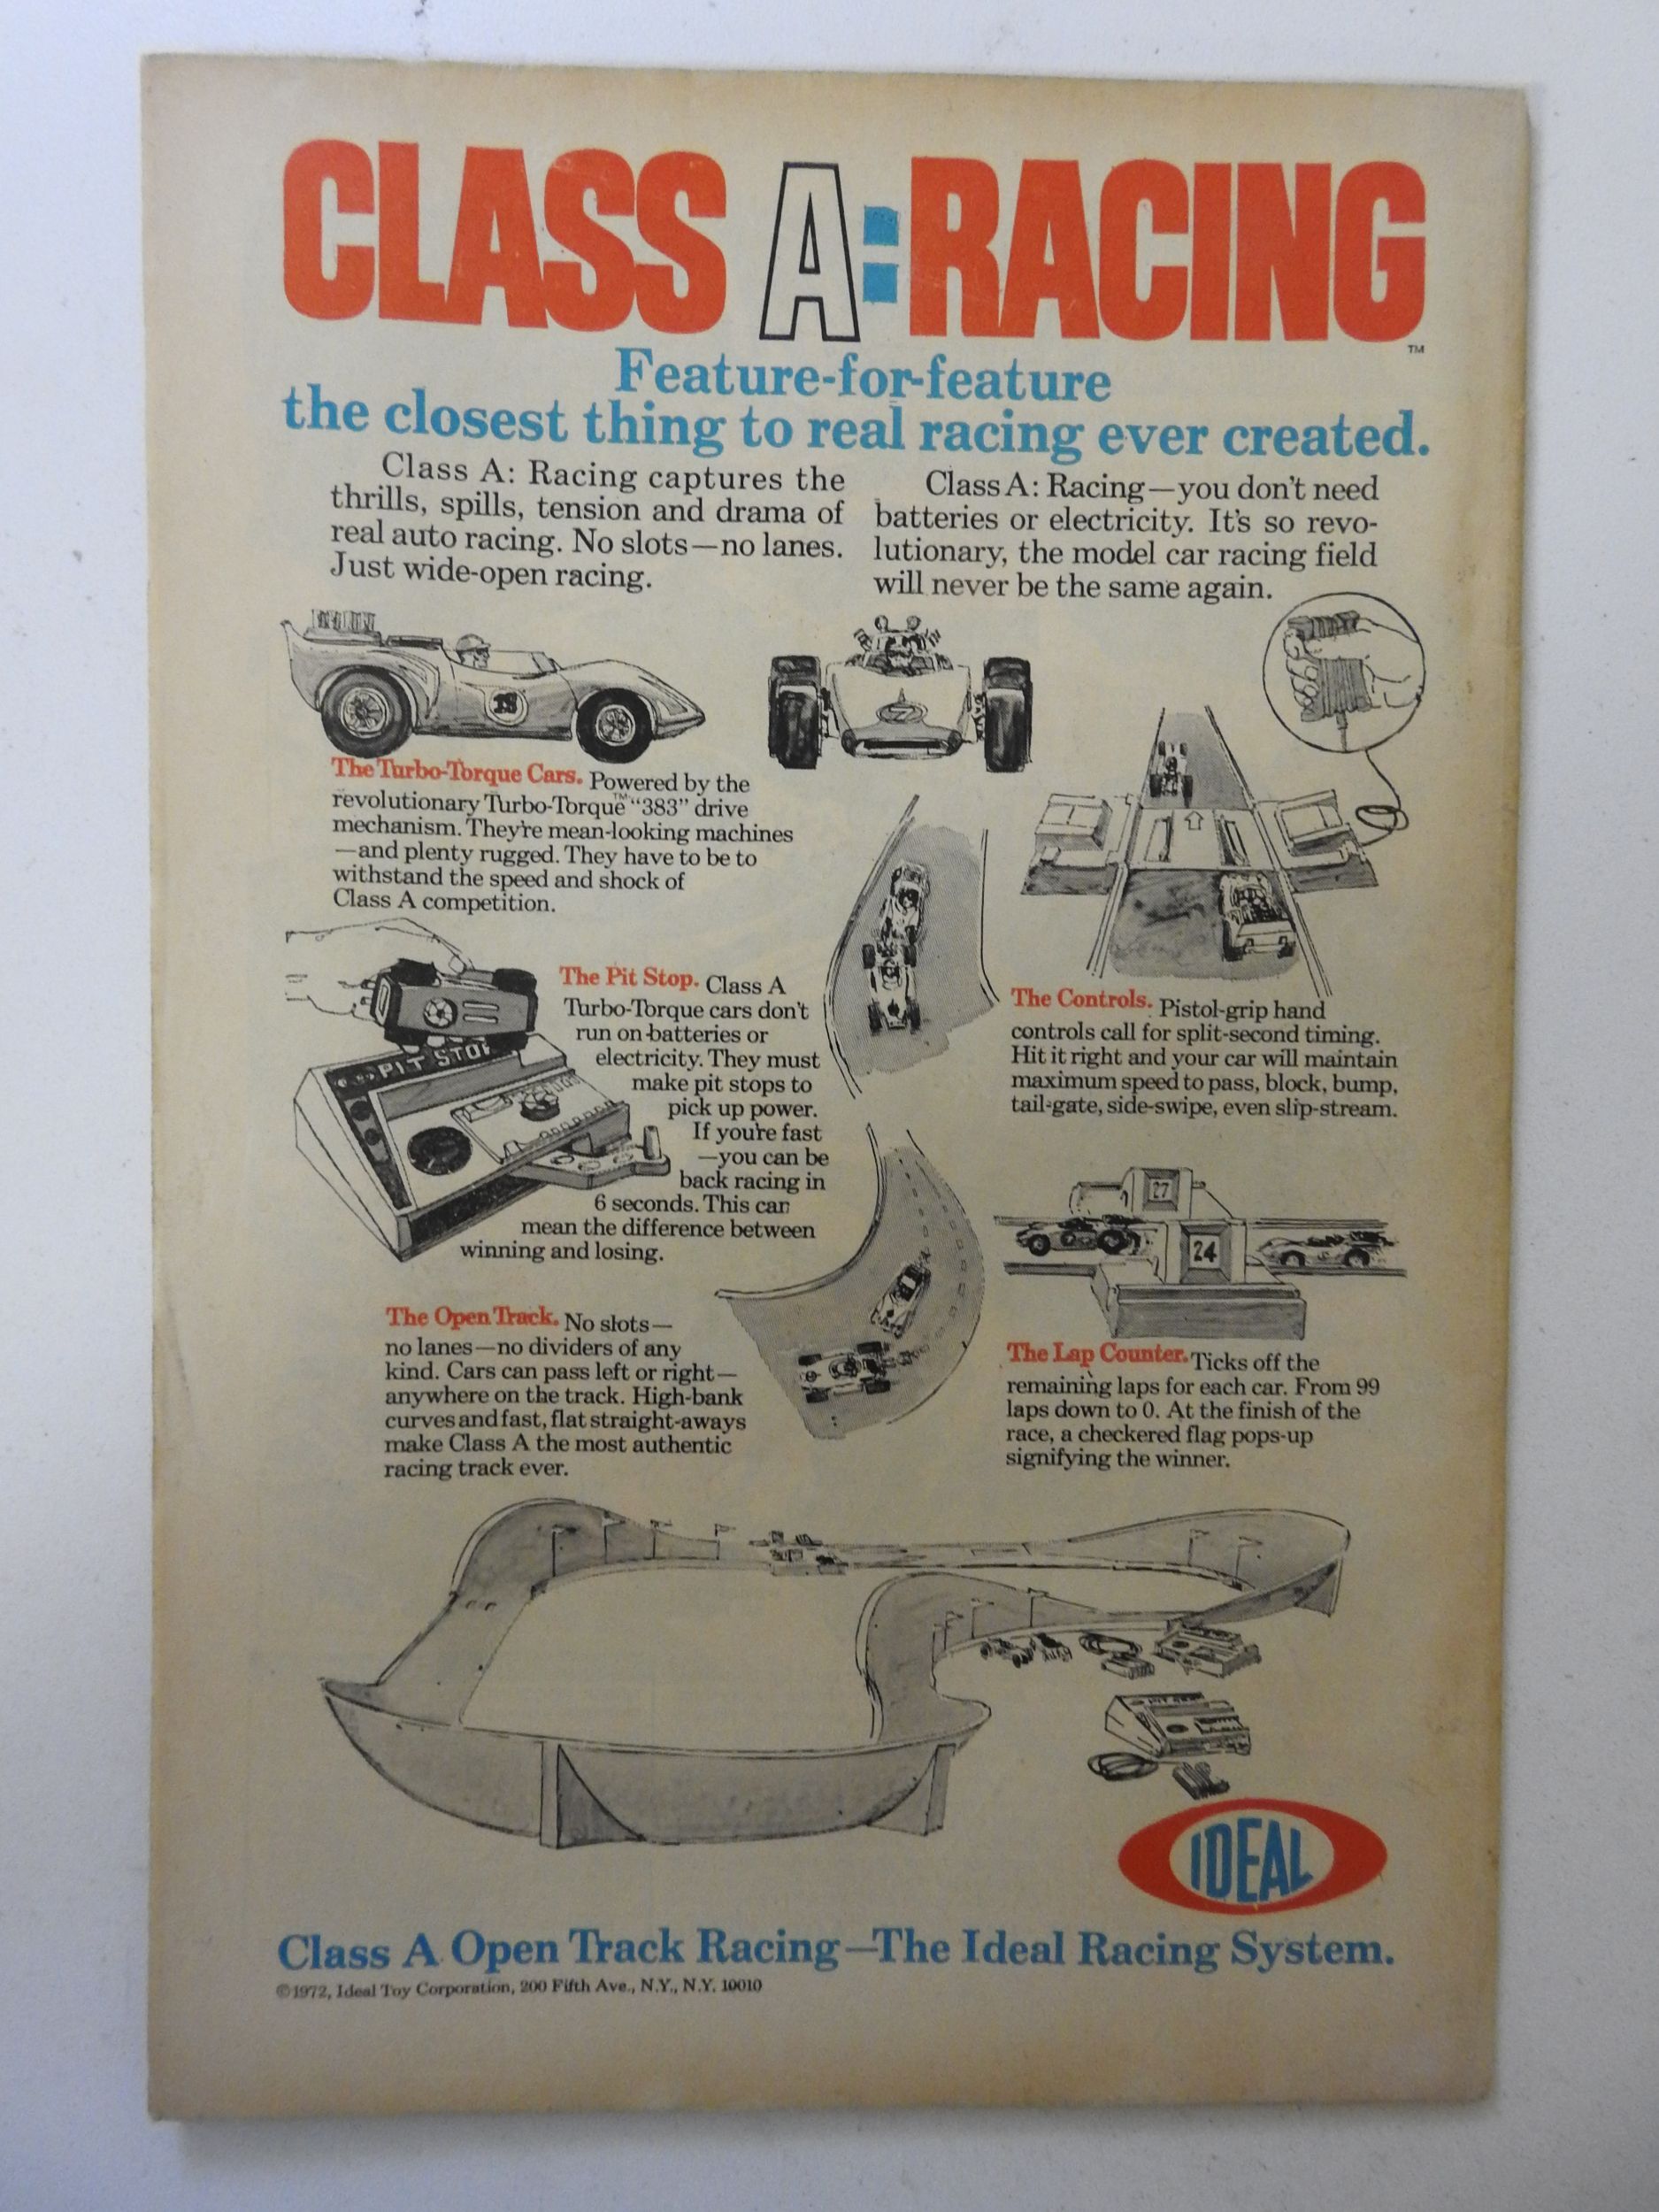 CLASS A: RACING
TM
Feature-for-feature
the closest thing to real racing ever created.
Class A: Racing captures the
thrills, spills, tension and drama of
real auto racing. No slots—no lanes.
Just wide-open racing.
Class A: Racing—you don't need
batteries or electricity. It's so revo-
lutionary, the model car racing field
will never be the same again.
The Turbo-Torque Cars. Powered by the
revolutionary Turbo-Torque™ "383" drive
mechanism. They're mean-looking machines
—and plenty rugged. They have to be to
withstand the speed and shock of
Class A competition.
PIT STOP
The Pit Stop. Class A
Turbo-Torque cars don't
run on batteries or
electricity. They must
make pit stops to
pick up power.
If you're fast
—you can be
back racing in
6 seconds. This can
mean the difference between
winning and losing.
The Controls. Pistol-grip hand
controls call for split-second timing.
Hit it right and your car will maintain
maximum speed to pass, block, bump,
tail-gate, side-swipe, even slip-stream.
27
24
The Open Track. No slots—
no lanes—no dividers of any
kind. Cars can pass left or right—
anywhere on the track. High-bank
curves and fast, flat straight-aways
make Class A the most authentic
racing track ever.
The Lap Counter. Ticks off the
remaining laps for each car. From 99
laps down to 0. At the finish of the
race, a checkered flag pops-up
signifying the winner.
IDEAL
Class A Open Track Racing—The Ideal Racing System.
©1972, Ideal Toy Corporation, 200 Fifth Ave., N.Y., N.Y. 10010